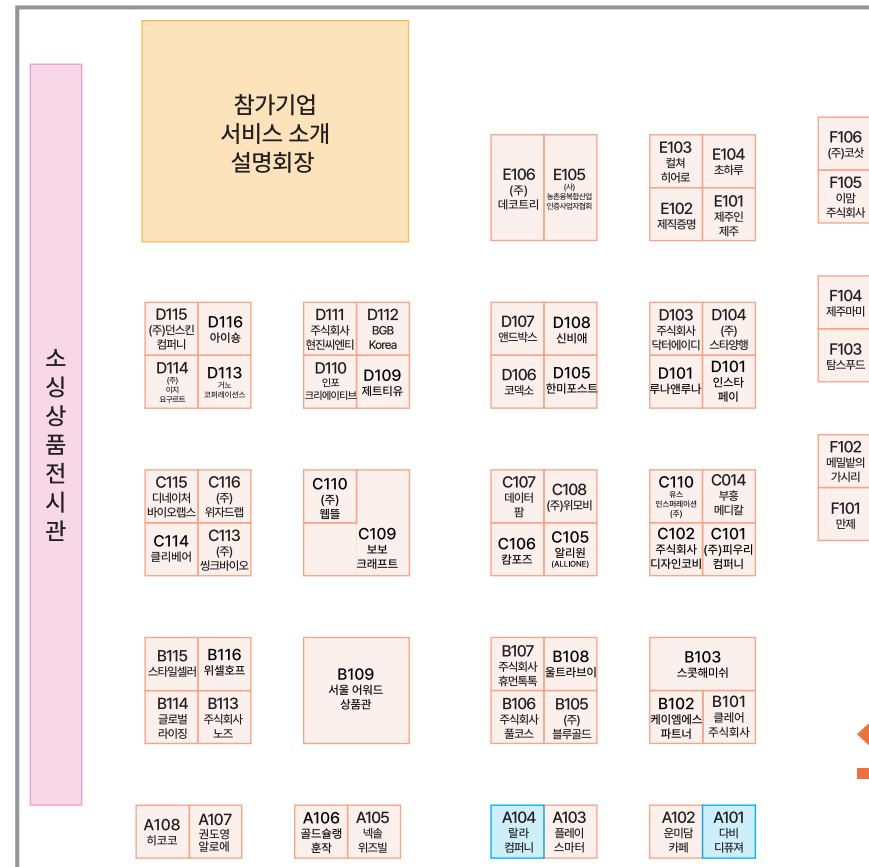 참가기업
서비스 소개
설명회장
소싱상품전시관
E106
(주)
데코트리
E105
(사)
농촌융복합산업
인증사업자협회
E103
컬쳐
히어로
E104
초하루
E102
제직증명
E101
제주인
제주
F106
(주)코삿
F105
이맘
주식회사
D115
(주)던스킨
컴퍼니
D116
아이숑
D114
(주)
이지
요구르트
D113
거노
코퍼레이션스
D111
주식회사
현진씨엔티
D112
BGB
Korea
D110
인포
크리에이티브
D109
제트티유
D107
앤드박스
D108
신비애
D106
코덱소
D105
한미포스트
D103
주식회사
닥터에이디
D104
(주)
스타양행
D101
루나앤루나
D101
인스타
페이
F104
제주마미
F103
탐스푸드
C115
디네이처
바이오랩스
C116
(주)
위자드랩
C114
클리베어
C113
(주)
씽크바이오
C110
(주)
웹뜰
C109
보보
크래프트
C107
데이터
팜
C108
(주)위모비
C106
캄포즈
C105
알리원
(ALLIONE)
C110
유스
인스퍼레이션
(주)
C014
부흥
메디칼
C102
주식회사
디자인코비
C101
(주)피우리
컴퍼니
F102
메밀밭의
가시리
F101
만제
B115
스타일셀러
B116
위셀호프
B114
글로벌
라이징
B113
주식회사
노즈
B109
서울 어워드
상품관
B107
주식회사
휴먼톡톡
B108
울트라브이
B106
주식회사
풀코스
B105
(주)
블루골드
B103
스콧해미쉬
B102
케이엠에스
파트너
B101
클레어
주식회사
A108
히코코
A107
권도영
알로에
A106
골드슐랭
훈작
A105
넥솔
위즈빌
A104
랄라
컴퍼니
A103
플레이
스마터
A102
운미담
카페
A101
다비
디퓨져